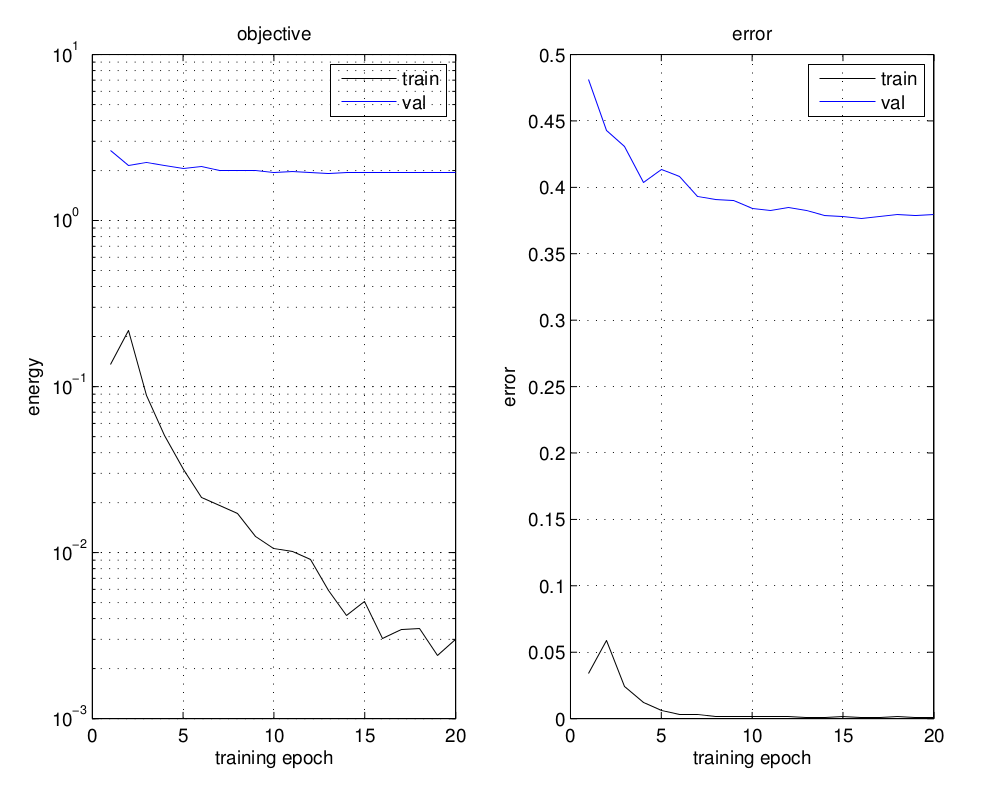 objective
10^1
10^0
10^-1
10^-2
10^-3
energy
0 5 10 15 20
training epoch
train
val
error
0.5
0.45
0.4
0.35
0.3
0.25
0.2
0.15
0.1
0.05
0
error
0 5 10 15 20
training epoch
train
val